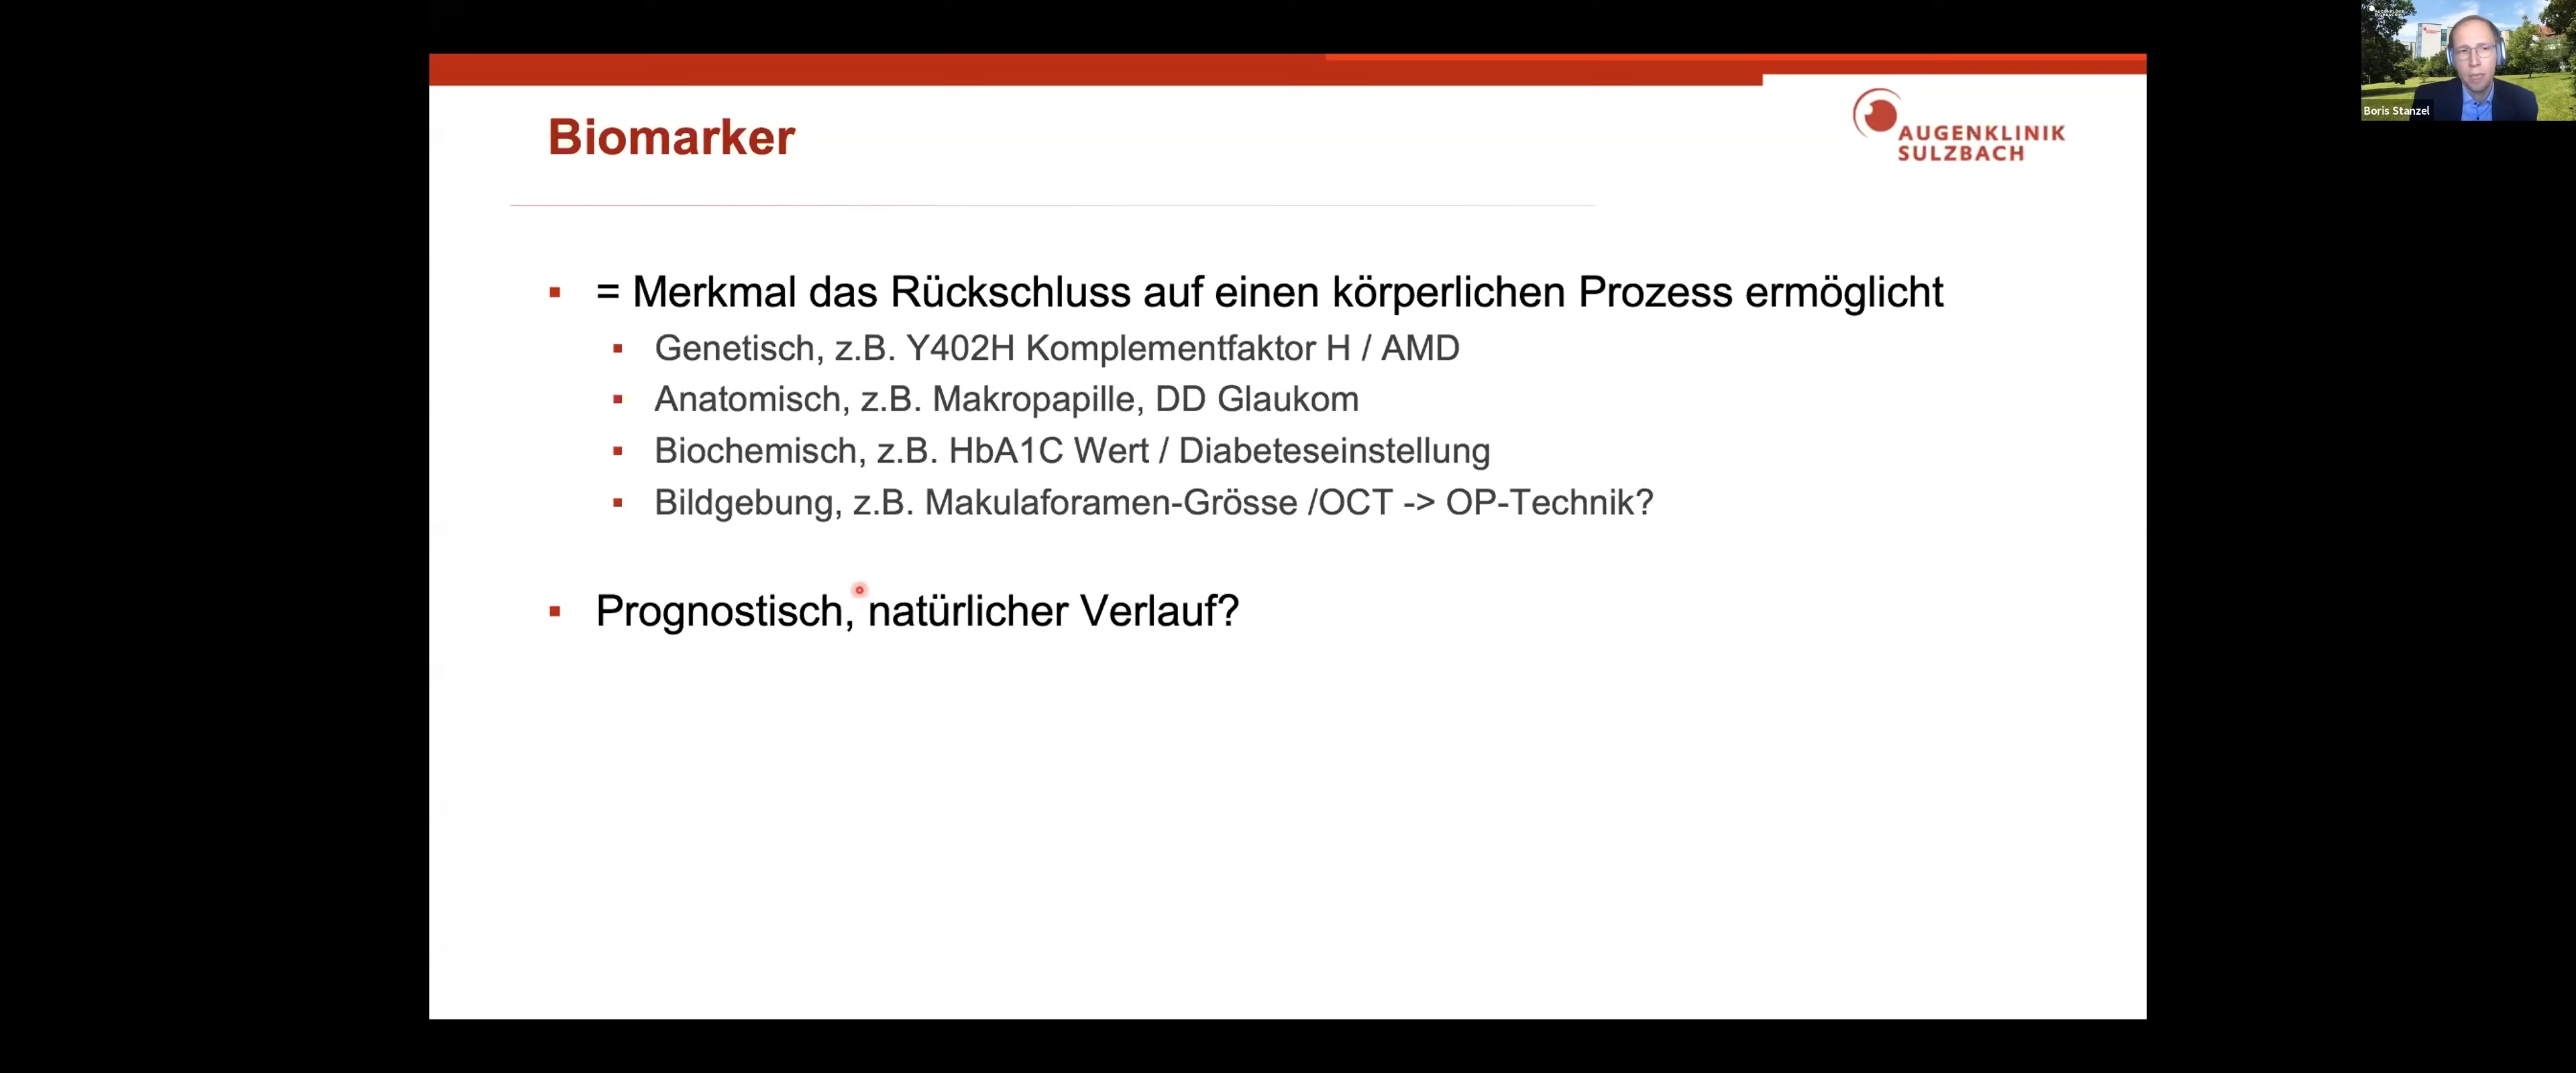 Biomarker
AUGENKLINIK
SULZBACH
= Merkmal das Rückschluss auf einen körperlichen Prozess ermöglicht
Genetisch, z.B. Y402H Komplementfaktor H / AMD
Anatomisch, z.B. Makropapille, DD Glaukom
Biochemisch, z.B. HbA1C Wert / Diabeteseinstellung
Bildgebung, z.B. Makulaforamen-Grösse /OCT -> OP-Technik?
Prognostisch, natürlicher Verlauf?
Boris Stanzel